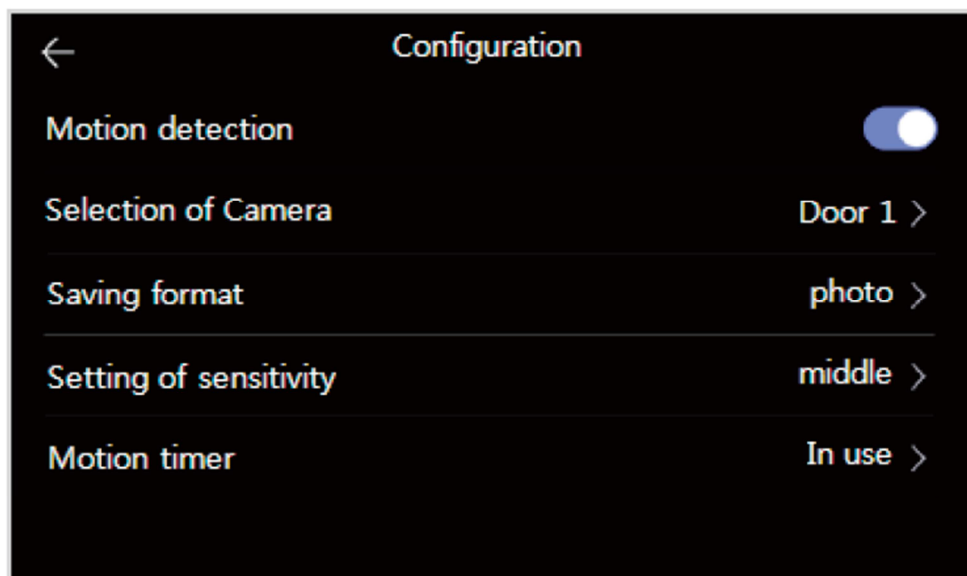 Configuration
Motion detection
Selection of Camera Door 1
Saving format photo
Setting of sensitivity middle
Motion timer In use